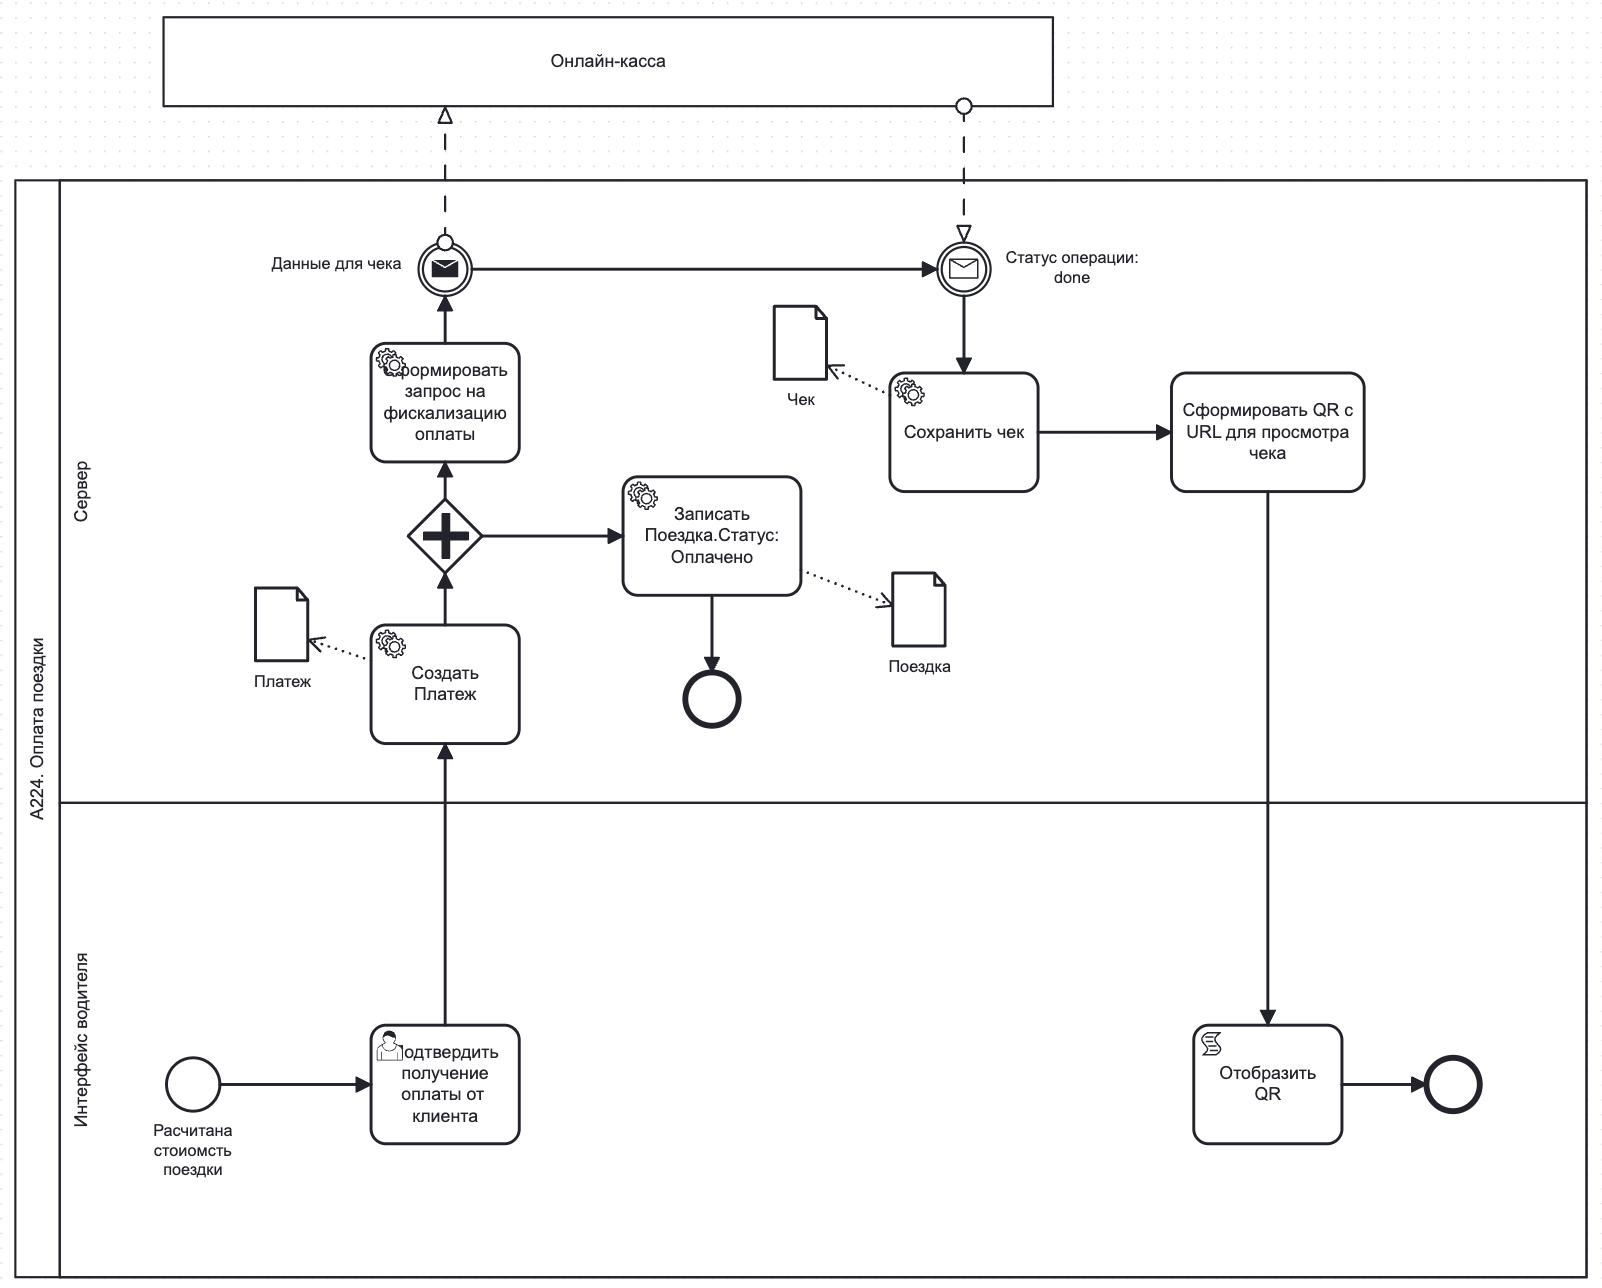 Онлайн-касса
А224. Оплата поездки
Сервер
Данные для чека
Статус операции:
done
формировать
запрос на
фискализацию
оплаты
Чек
Сохранить чек
Сформировать QR с
URL для просмотра
чека
Записать
Поездка.Статус:
Оплачено
Платеж
Создать
Платеж
Поездка
Интерфейс водителя
Расчитана
стоиомсть
поездки
одтвердить
получение
оплаты от
клиента
Отобразить
QR